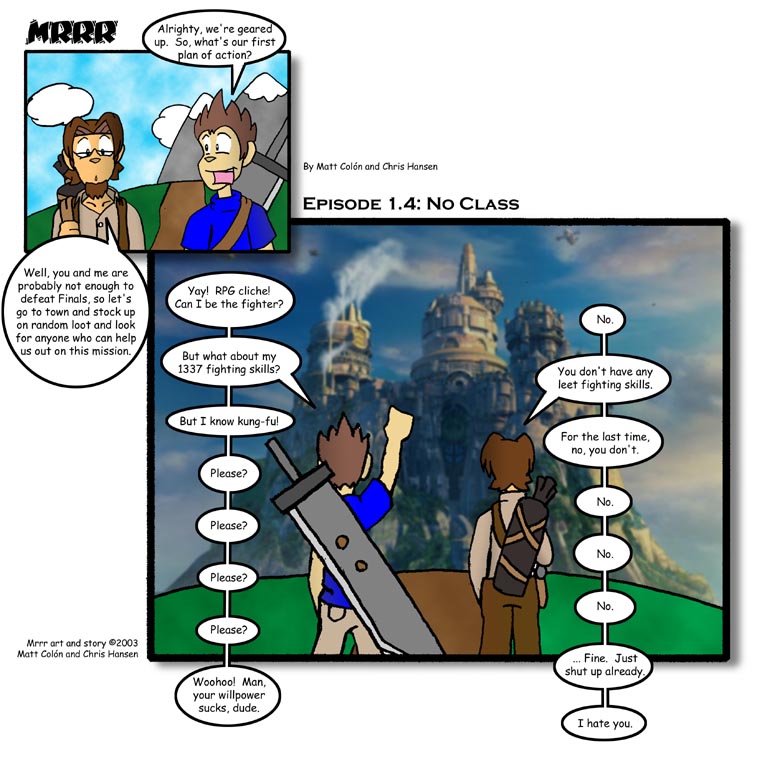 MRRR
Alrighty, we're geared
up. So, what's our first
plan of action?
By Matt Colón and Chris Hansen
Episode 1.4: No Class
Well, you and me are
probably not enough to
defeat Finals, so let's
go to town and stock up
on random loot and look
for anyone who can help
us out on this mission.
Yay! RPG cliche!
Can I be the fighter?
No.
But what about my
1337 fighting skills?
You don't have any
leet fighting skills.
But I know kung-fu!
For the last time,
no, you don't.
Please?
No.
Please?
No.
Please?
No.
Please?
... Fine. Just
shut up already.
Woohoo! Man,
your willpower
sucks, dude.
I hate you.
Mrrr art and story ©2003
Matt Colón and Chris Hansen